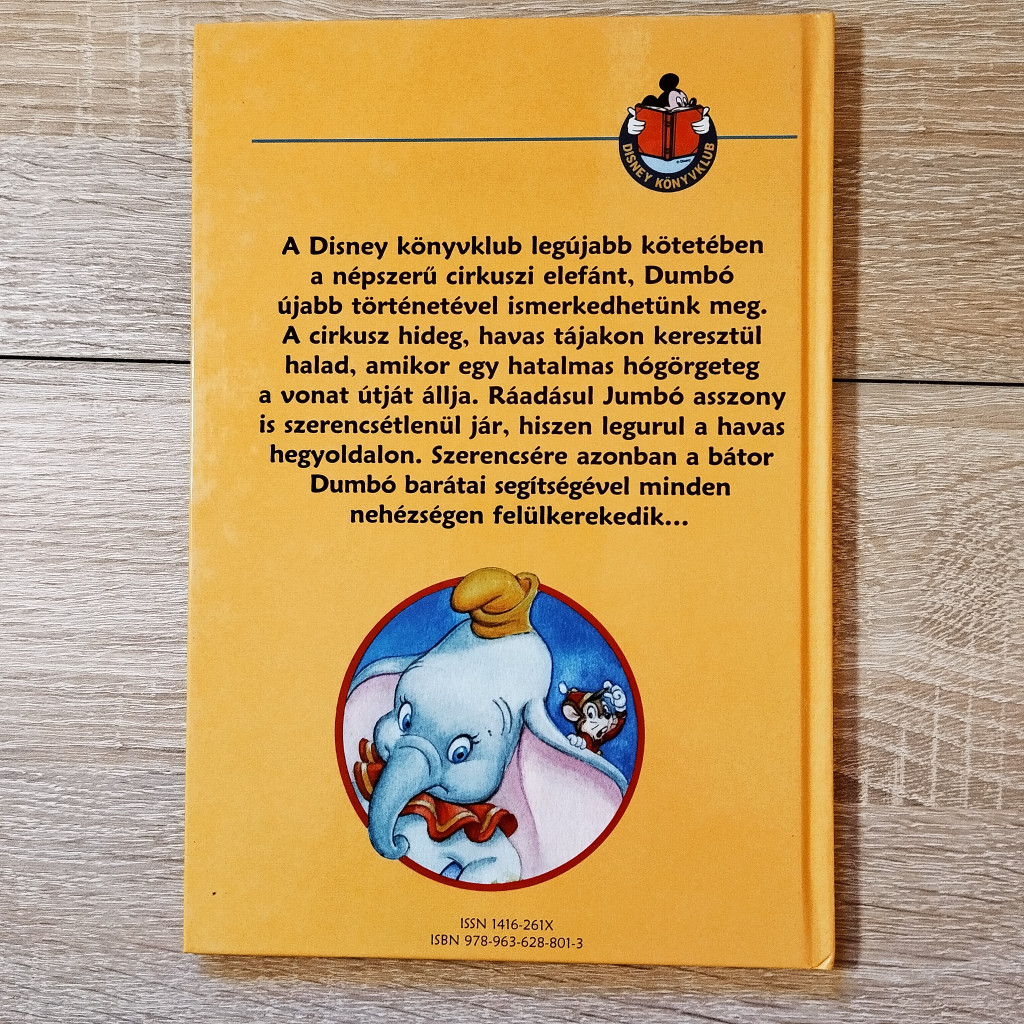 DISNEY KÖNYVKLUB
A Disney könyvklub legújabb kötetében
a népszerű cirkuszi elefánt, Dumbó
újabb történetével ismerkedhetünk meg.
A cirkusz hideg, havas tájakon keresztül
halad, amikor egy hatalmas hógörgeteg
a vonat útját állja. Ráadásul Jumbó asszony
is szerencsétlenül jár, hiszen legurul a havas
hegyoldalon. Szerencsére azonban a bátor
Dumbó barátai segítségével minden
nehézségen felülkerekedik...
ISSN 1416-261X
ISBN 978-963-628-801-3